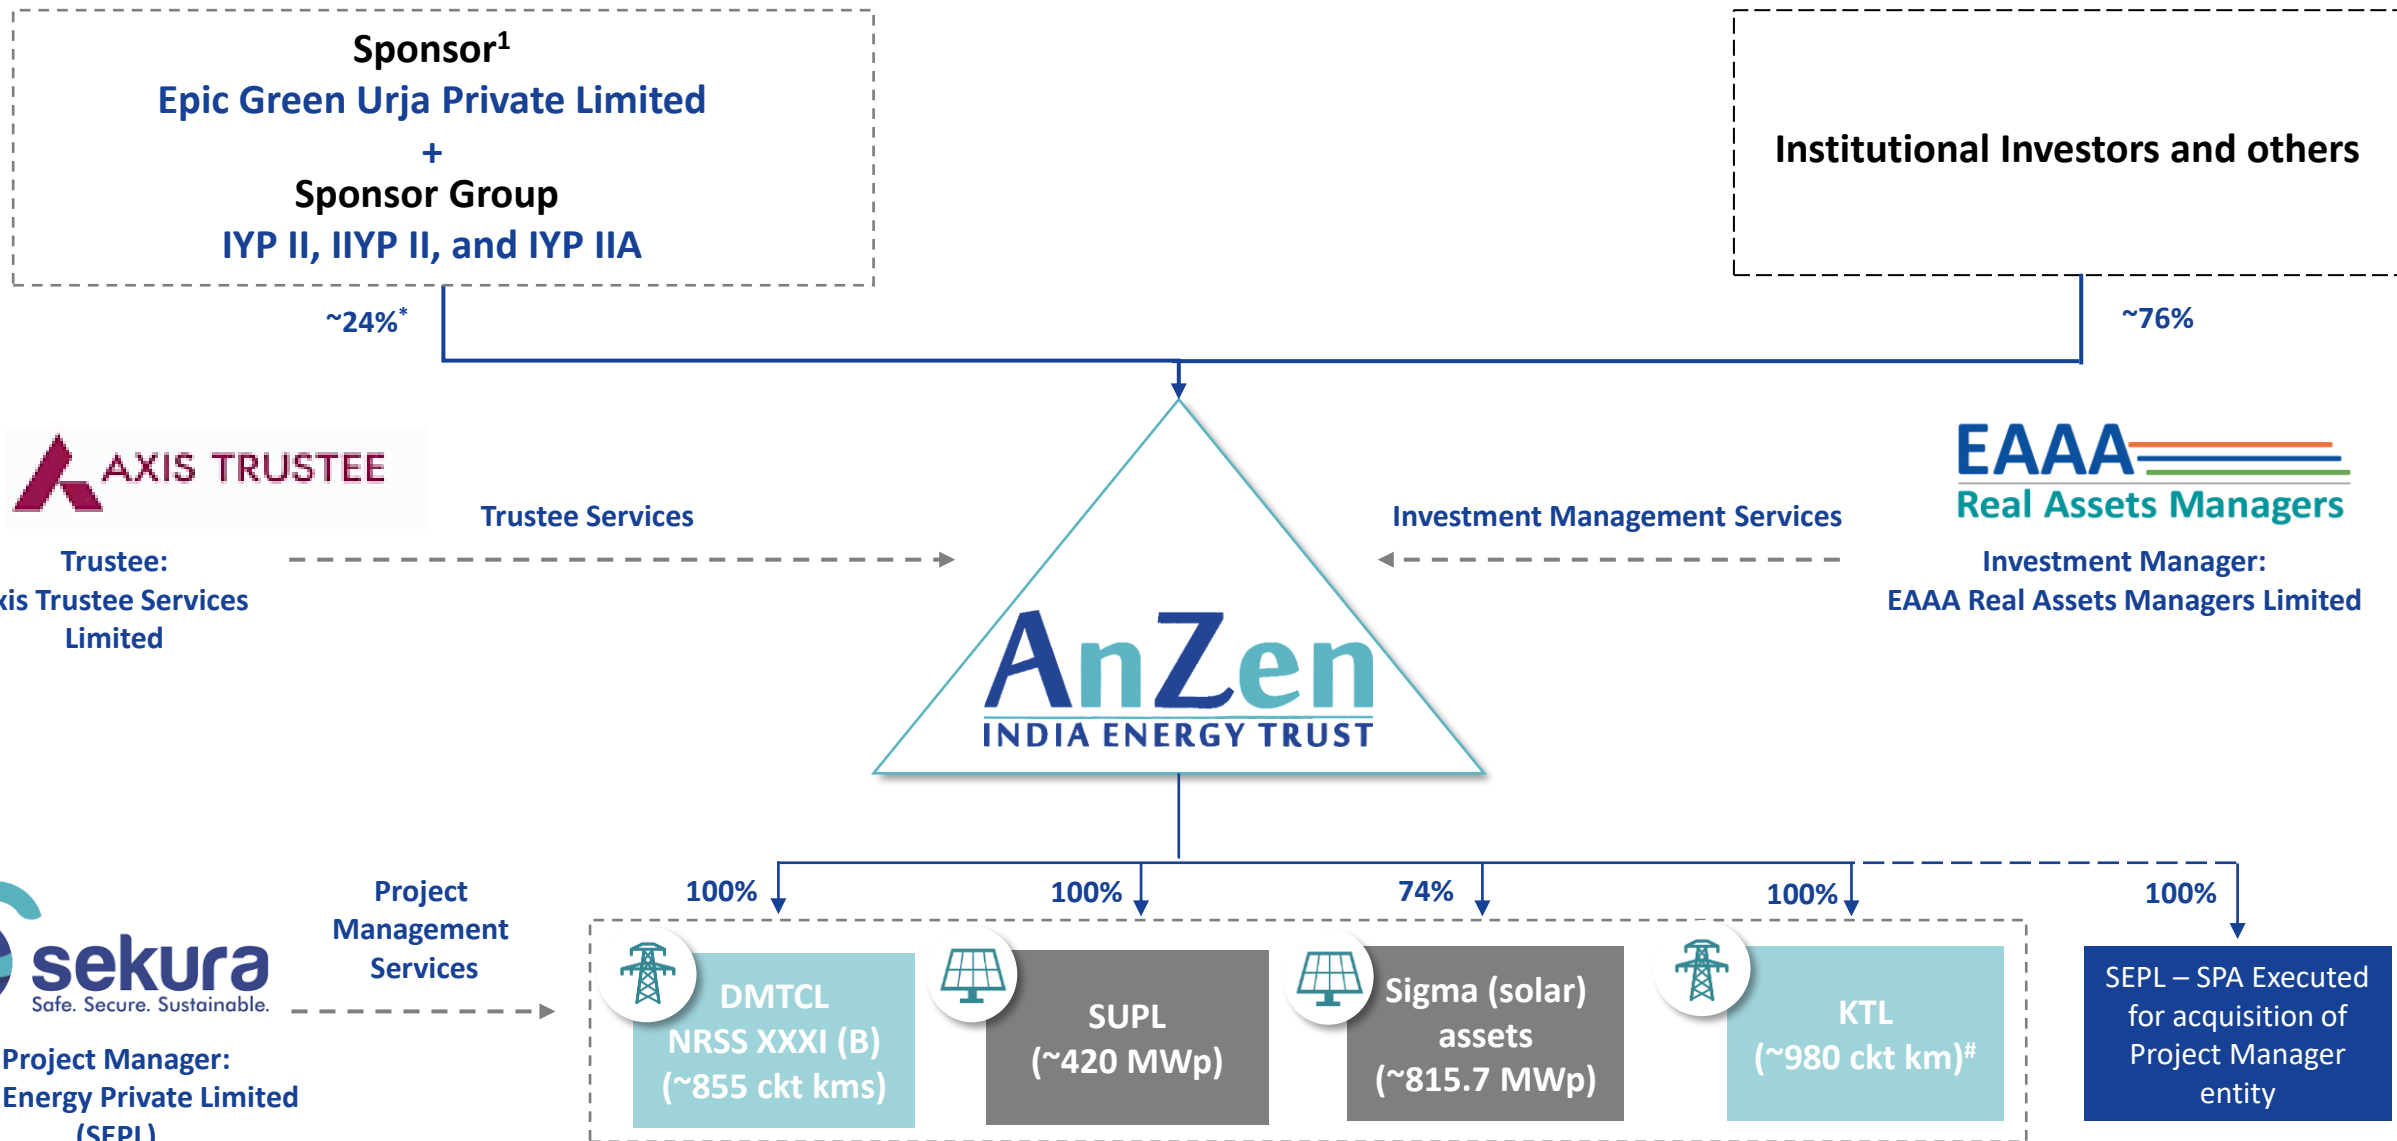 Sponsor1
Epic Green Urja Private Limited
+
Sponsor Group
IYP II, IIYP II, and IYP IIA
Institutional Investors and others
~24%*
~76%
AXIS TRUSTEE
Trustee Services
Trustee:
xis Trustee Services
Limited
Investment Management Services
EAAA
Real Assets Managers
Investment Manager:
EAAA Real Assets Managers Limited
AnZen
INDIA ENERGY TRUST
sekura
Safe. Secure. Sustainable.
Project Manager:
Energy Private Limited
(SEPL)
Project
Management
Services
100%
100%
74%
100%
100%
DMTCL
NRSS XXXI (B)
(~855 ckt kms)
SUPL
(~420 MWp)
Sigma (solar)
assets
(~815.7 MWp)
KTL
(~980 ckt km)#
SEPL – SPA Executed
for acquisition of
Project Manager
entity